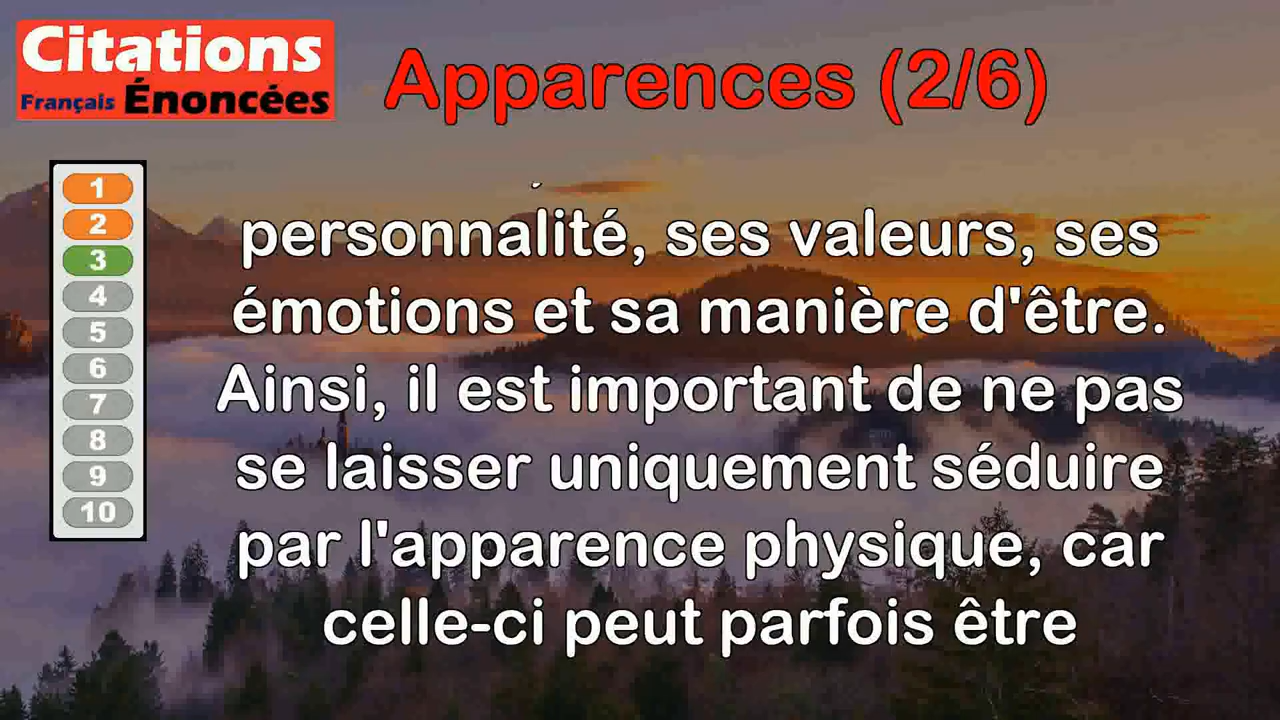 Citations
Français Énoncées
Apparences (2/6)
1
2
3
4
5
6
7
8
9
10
personnalité, ses valeurs, ses
émotions et sa manière d'être.
Ainsi, il est important de ne pas
se laisser uniquement séduire
par l'apparence physique, car
celle-ci peut parfois être